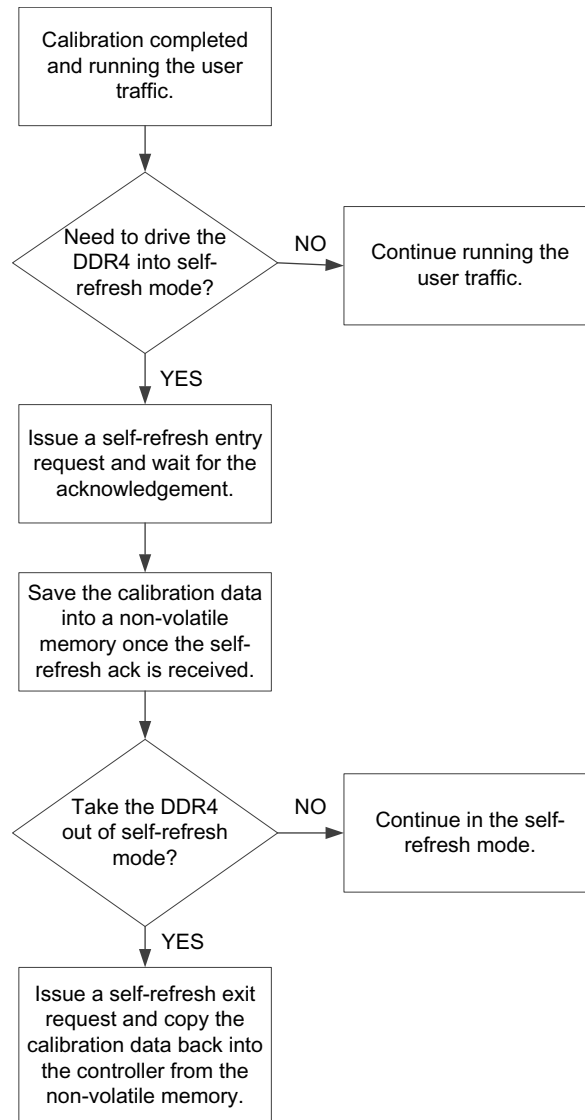 Calibration completed
and running the user
traffic.
Need to drive the
DDR4 into self-
refresh mode?
NO
Continue running the
user traffic.
YES
Issue a self-refresh entry
request and wait for the
acknowledgement.
Save the calibration data
into a non-volatile
memory once the self-
refresh ack is received.
Take the DDR4
out of self-refresh
mode?
NO
Continue in the self-
refresh mode.
YES
Issue a self-refresh exit
request and copy the
calibration data back into
the controller from the
non-volatile memory.